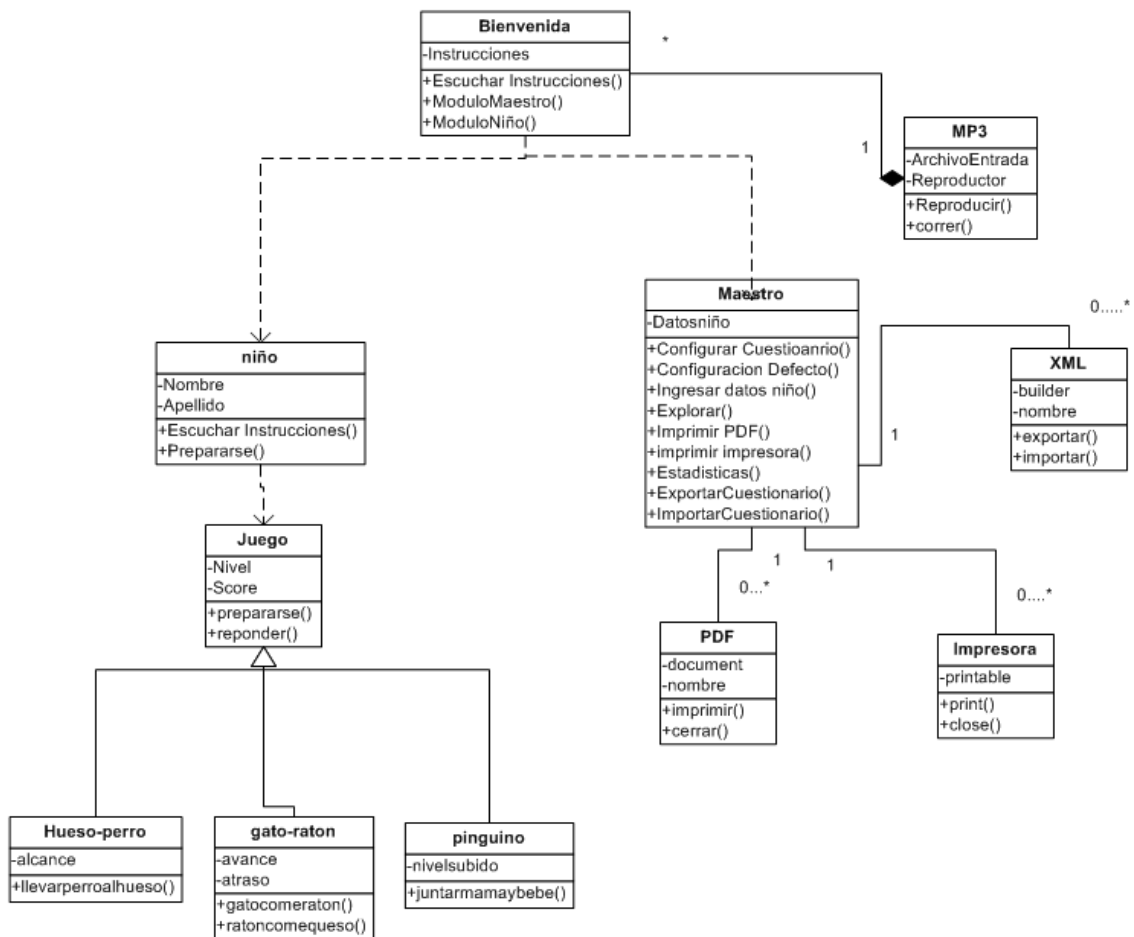 Bienvenida
-Instrucciones
+Escuchar Instrucciones()
+ModuloMaestro()
+ModuloNiño()
*
1
MP3
-ArchivoEntrada
-Reproductor
+Reproducir()
+correr()
niño
-Nombre
-Apellido
+Escuchar Instrucciones()
+Prepararse()
Maestro
-Datosniño
+Configurar Cuestioanrio()
+Configuracion Defecto()
+Ingresar datos niño()
+Explorar()
+Imprimir PDF()
+imprimir impresora()
+Estadisticas()
+ExportarCuestionario()
+ImportarCuestionario()
0.....*
1
XML
-builder
-nombre
+exportar()
+importar()
Juego
-Nivel
-Score
+prepararse()
+reponder()
1
0...*
1
0....*
PDF
-document
-nombre
+imprimir()
+cerrar()
Impresora
-printable
+print()
+close()
Hueso-perro
-alcance
+llevarperroalhueso()
gato-raton
-avance
-atraso
+gatocomeraton()
+ratoncomequeso()
pinguino
-nivelsubido
+juntarmamaybebe()